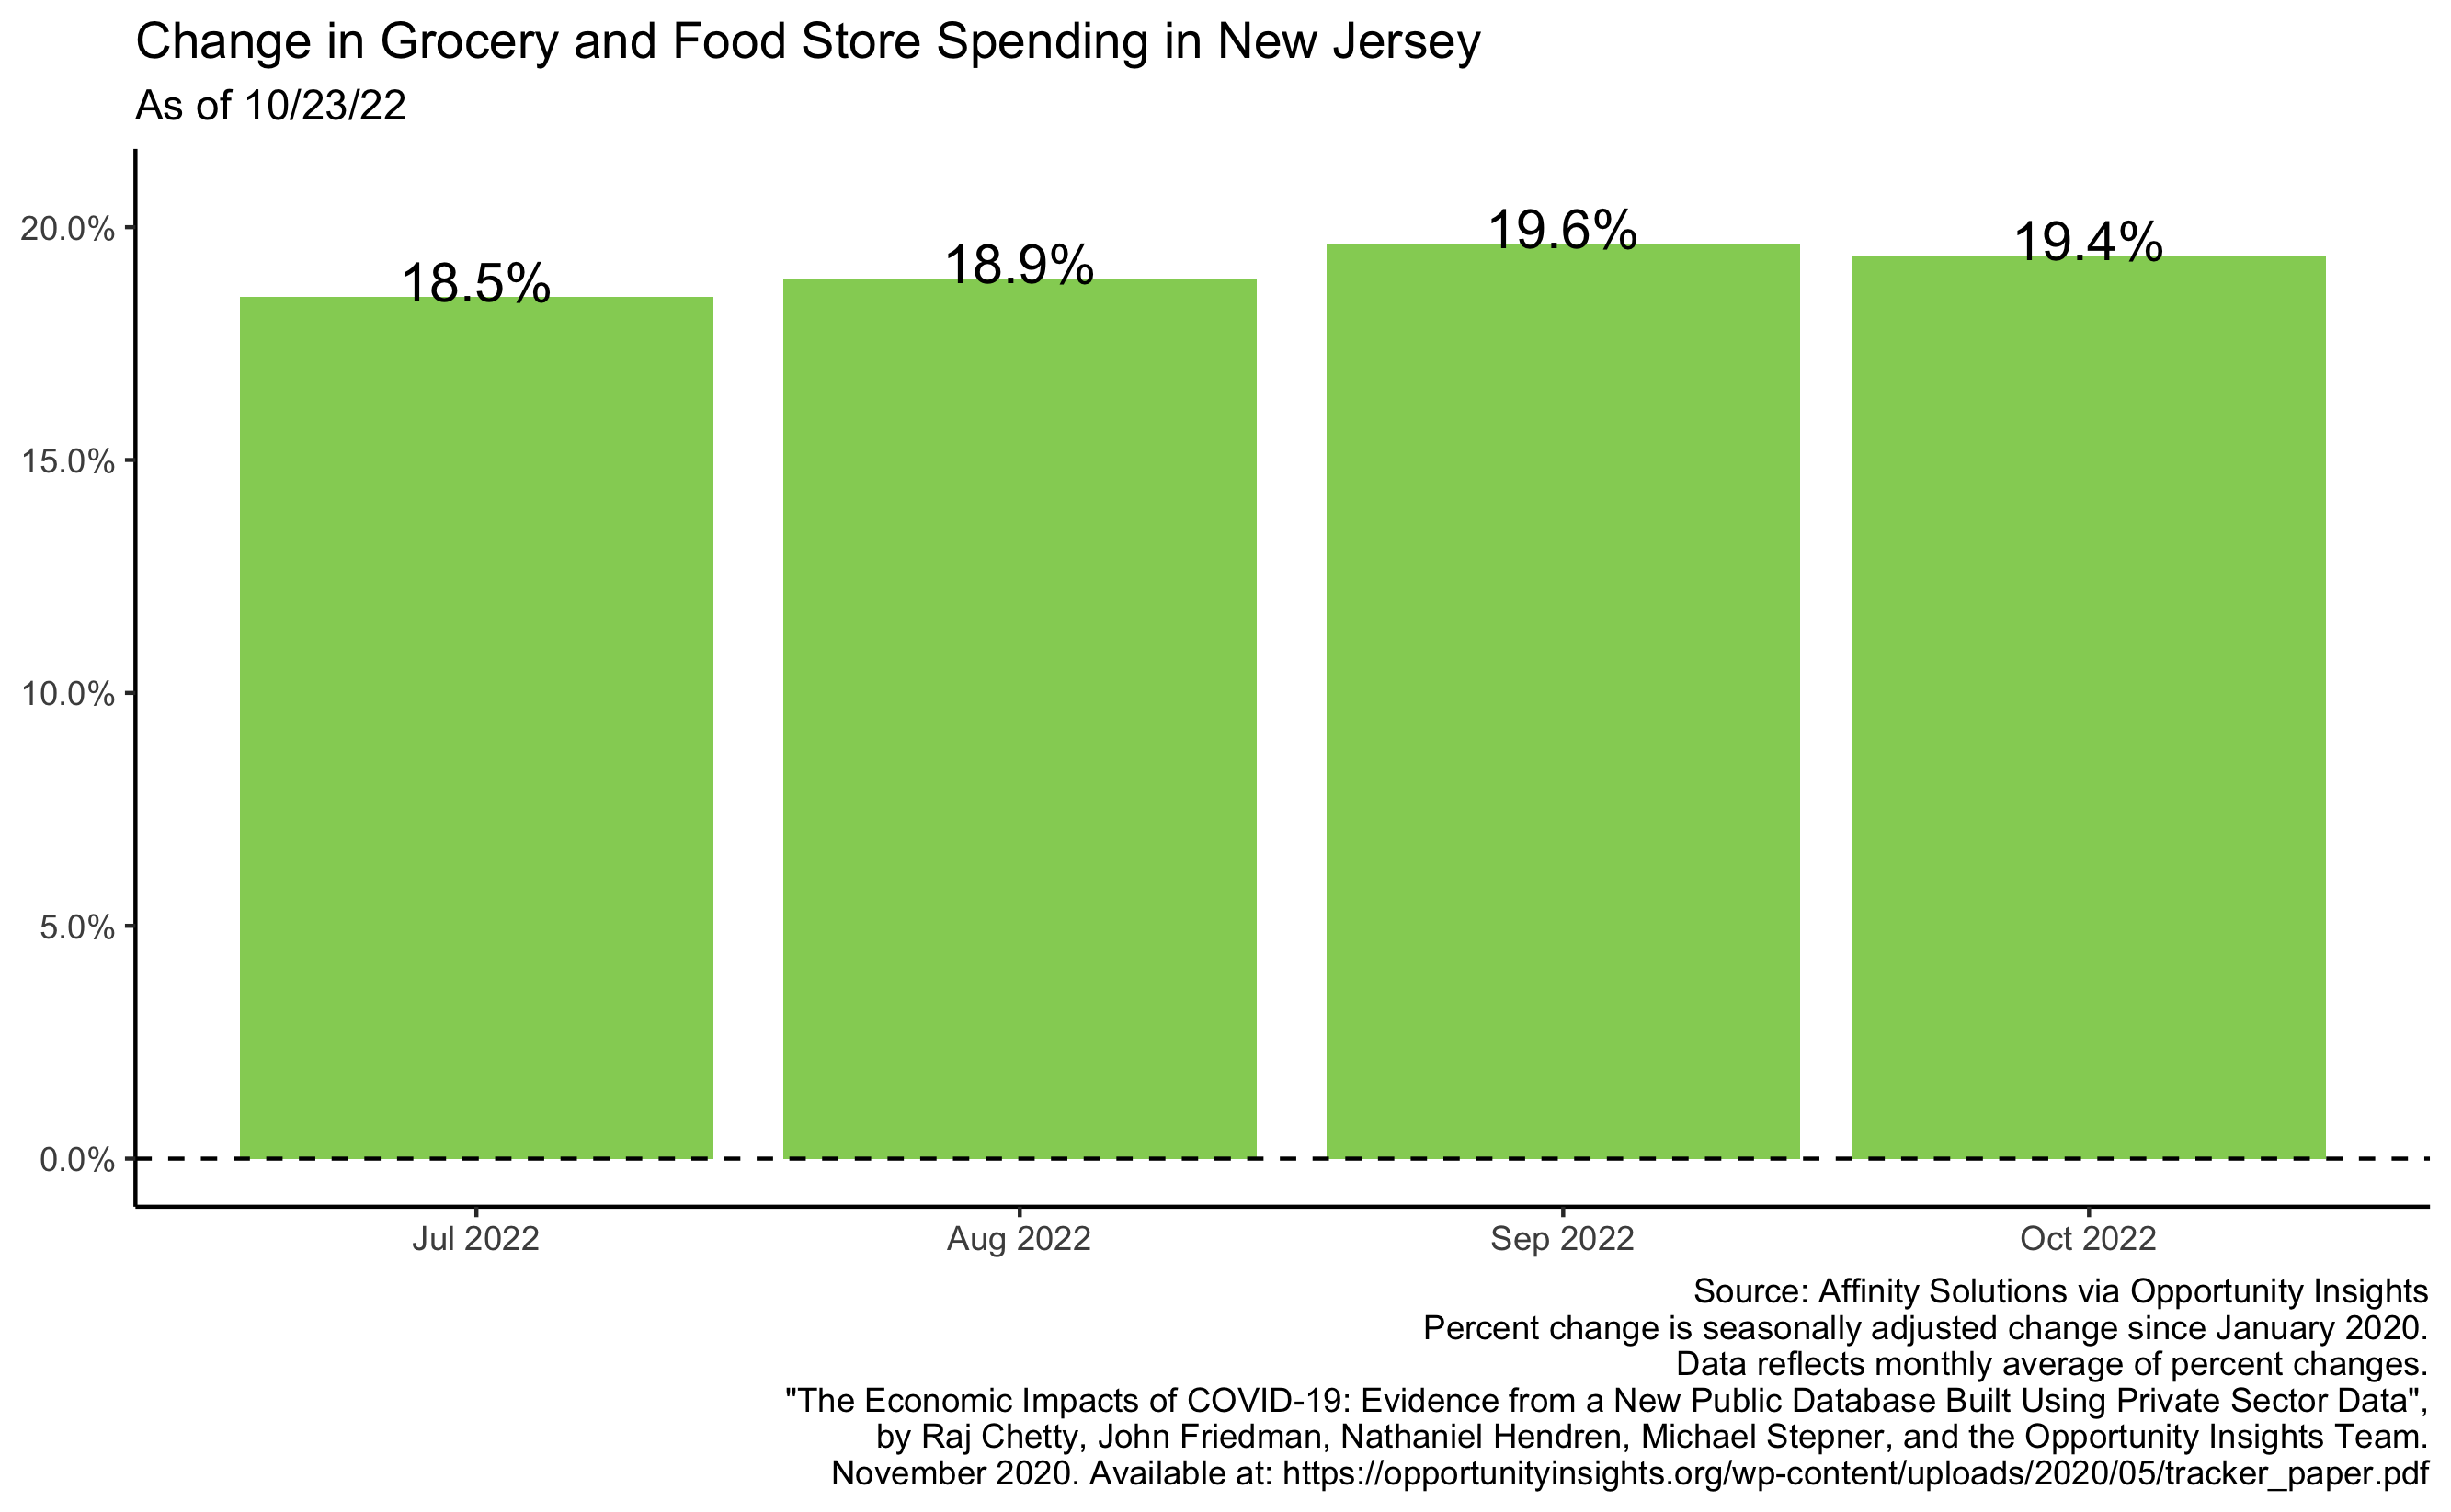 Change in Grocery and Food Store Spending in New Jersey
As of 10/23/22
20.0%
15.0%
10.0%
5.0%
0.0%
18.5%
18.9%
19.6%
19.4%
Jul 2022
Aug 2022
Sep 2022
Oct 2022
Source: Affinity Solutions via Opportunity Insights
Percent change is seasonally adjusted change since January 2020.
Data reflects monthly average of percent changes.
"The Economic Impacts of COVID-19: Evidence from a New Public Database Built Using Private Sector Data",
by Raj Chetty, John Friedman, Nathaniel Hendren, Michael Stepner, and the Opportunity Insights Team.
November 2020. Available at: https://opportunityinsights.org/wp-content/uploads/2020/05/tracker_paper.pdf